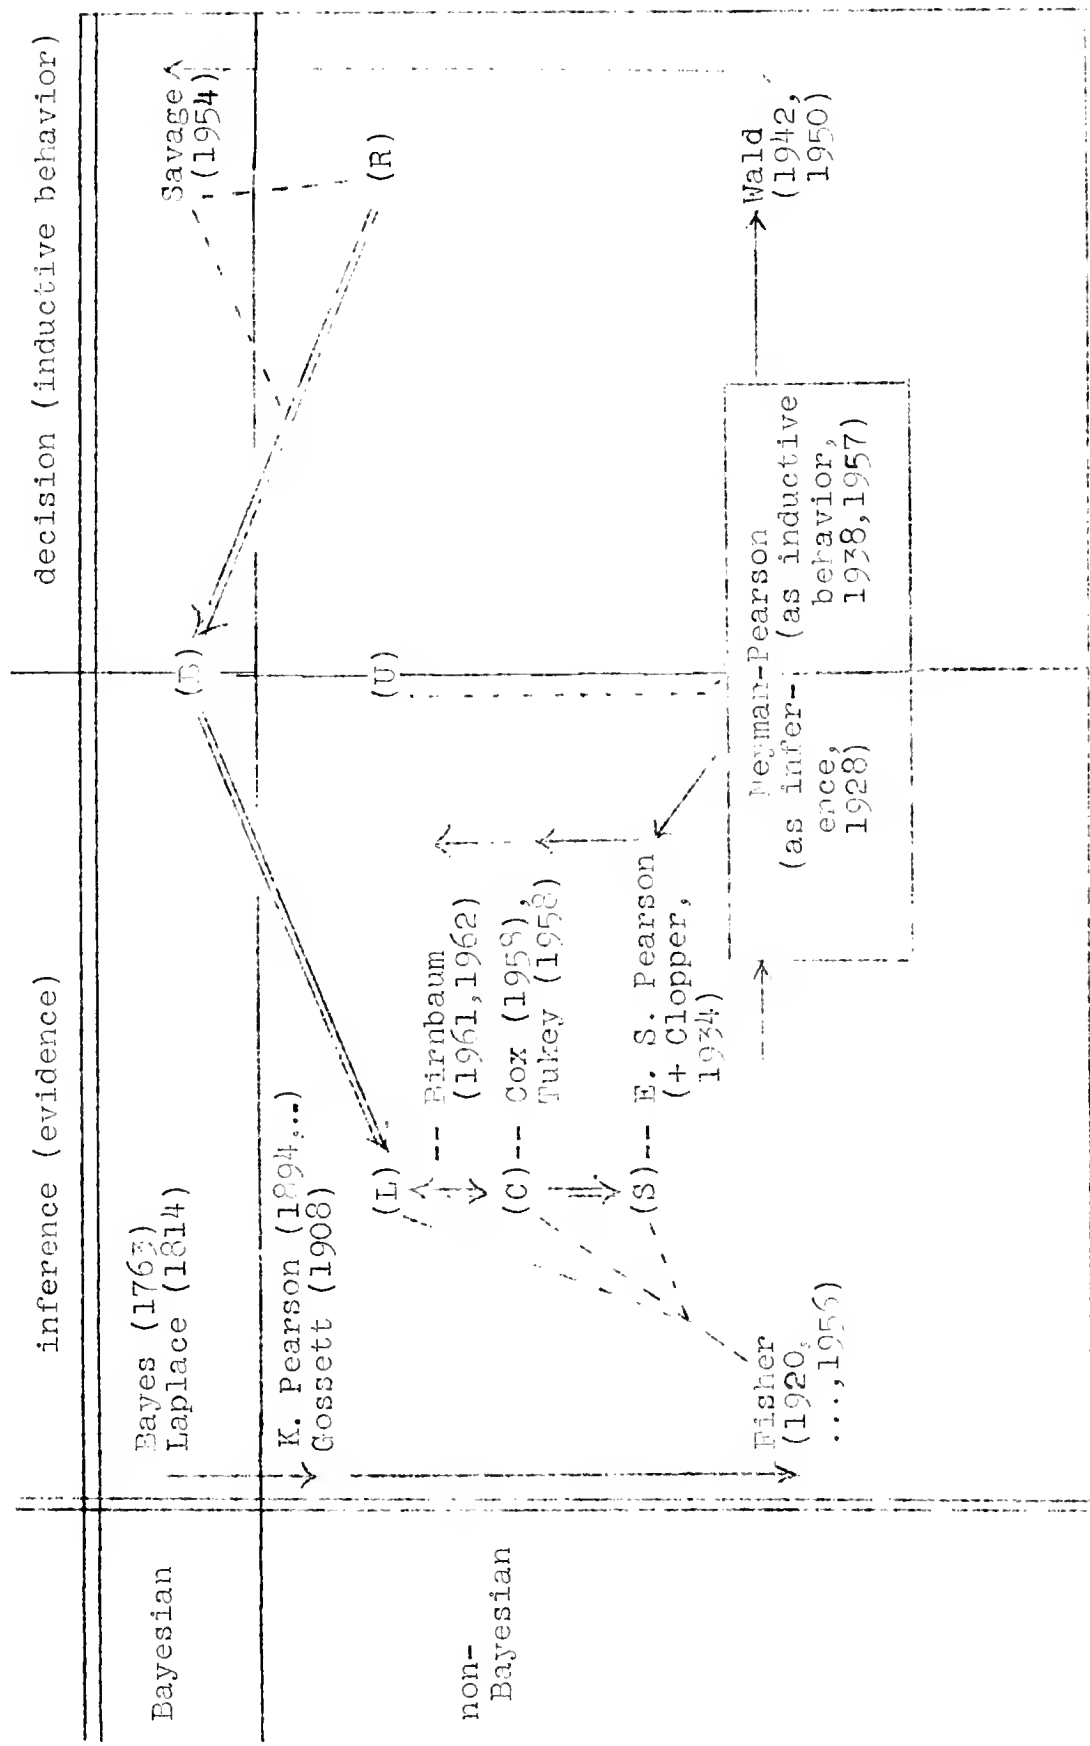 inference (evidence)
decision (inductive behavior)
Bayesian
Bayes (1763)
Laplace (1814)
(B)
Savage
(1954)
non-
Bayesian
K. Pearson (1894,...)
Gossett (1908)
(L)
-- Birnbaum
(1961,1962)
(U)
(R)
(C)-- Cox (1958),
Tukey (1958)
(S)-- E. S. Pearson
(+ Clopper,
1934)
Fisher
(1920,
...,1956)
Neyman-Pearson
(as infer-
ence,
1928)
(as inductive
behavior,
1938,1957)
Wald
(1942,
1950)